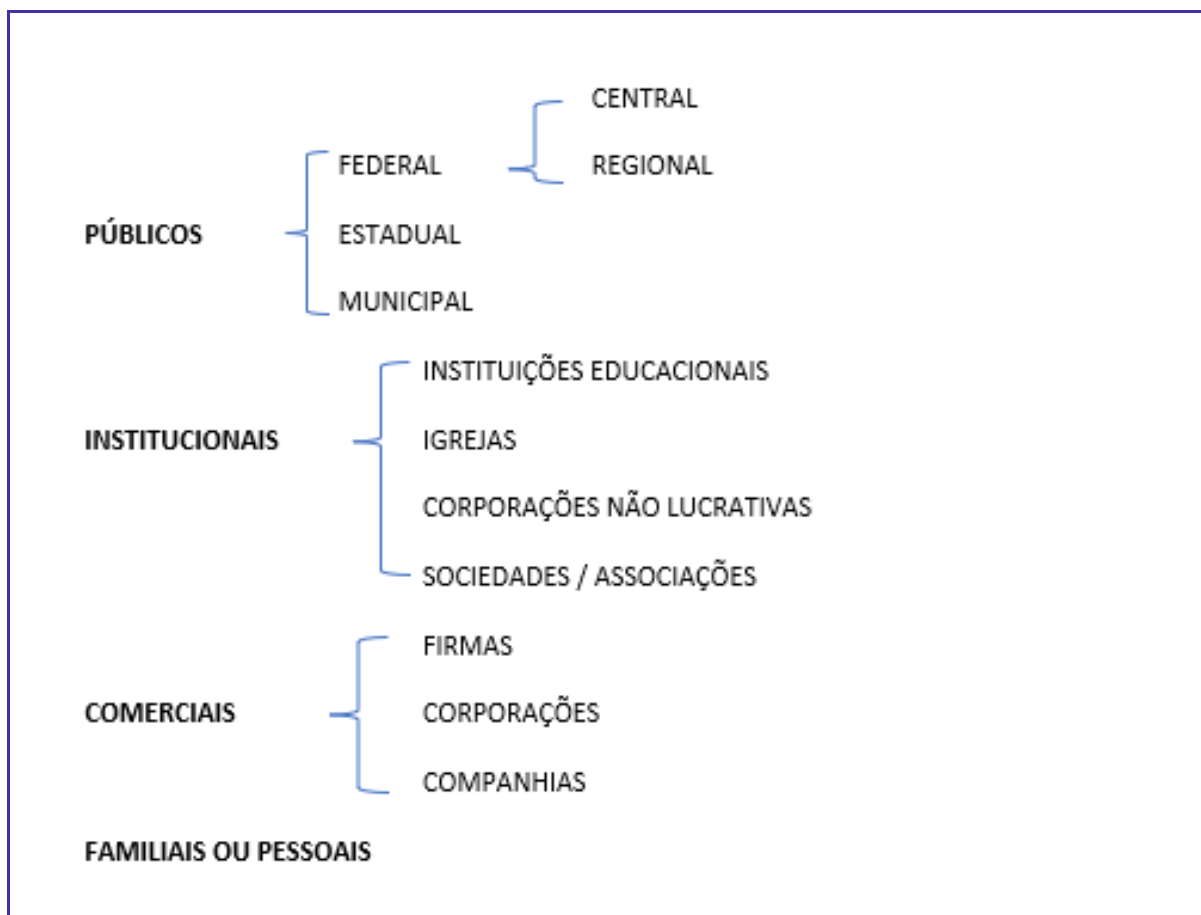 CENTRAL
FEDERAL REGIONAL
PÚBLICOS ESTADUAL
MUNICIPAL
INSTITUIÇÕES EDUCACIONAIS
INSTITUCIONAIS IGREJAS
CORPORAÇÕES NÃO LUCRATIVAS
SOCIEDADES / ASSOCIAÇÕES
FIRMAS
COMERCIAIS CORPORAÇÕES
COMPANHIAS
FAMILIAIS OU PESSOAIS